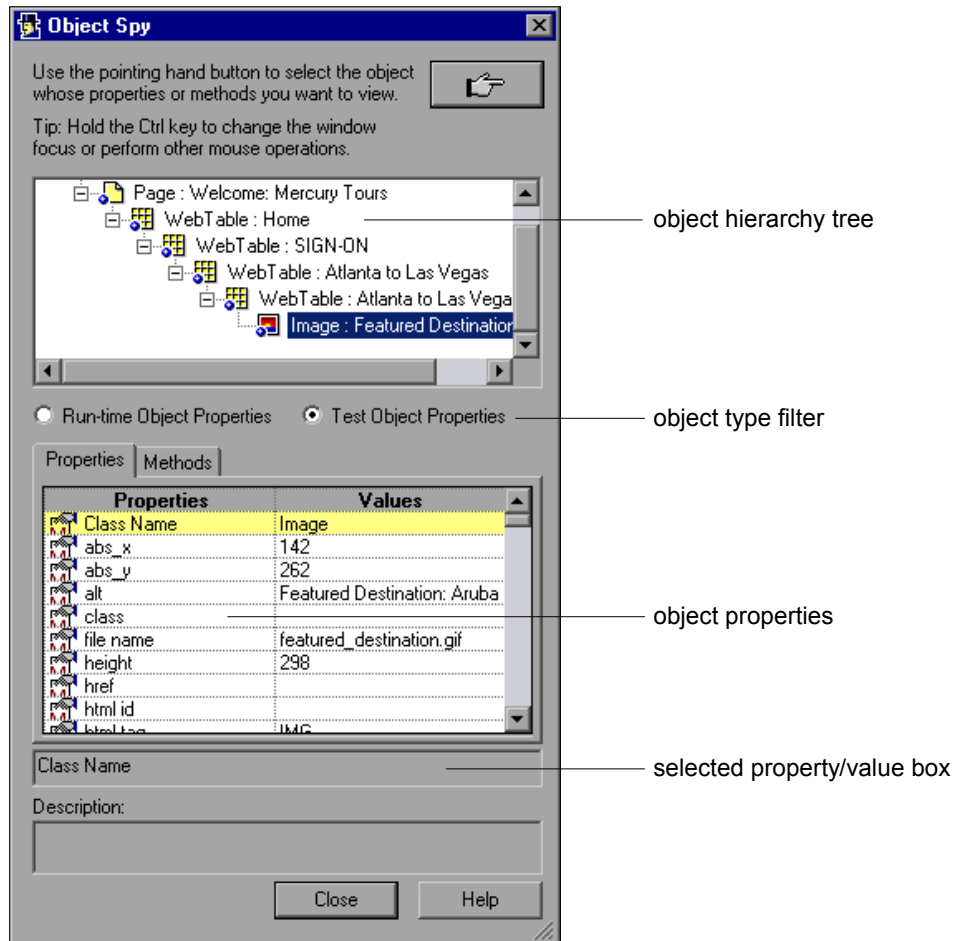 Object Spy
Use the pointing hand button to select the object
whose properties or methods you want to view.
Tip: Hold the Ctrl key to change the window
focus or perform other mouse operations.
Page : Welcome: Mercury Tours
WebTable : Home
object hierarchy tree
WebTable : SIGN-ON
WebTable : Atlanta to Las Vegas
WebTable : Atlanta to Las Vega
Image : Featured Destination
Run-time Object Properties
Test Object Properties
object type filter
Properties
Methods
Properties Values
Class Name Image
abs_x 142
abs_y 262
alt Featured Destination: Aruba
class
object properties
file name featured_destination.gif
height 298
href
html id
html tag IMG
Class Name
selected property/value box
Description:
Close
Help